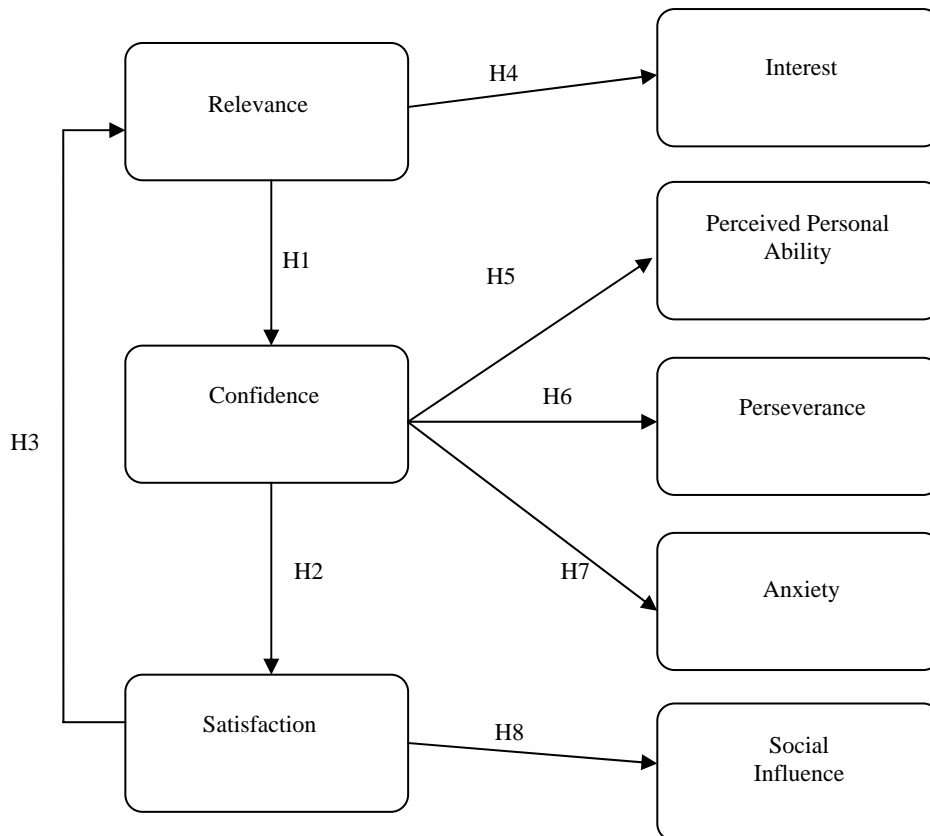 Interest
H4
Relevance
Perceived Personal
Ability
H1
H5
Confidence
H6
Perseverance
H3
H2
H7
Anxiety
Satisfaction
H8
Social
Influence